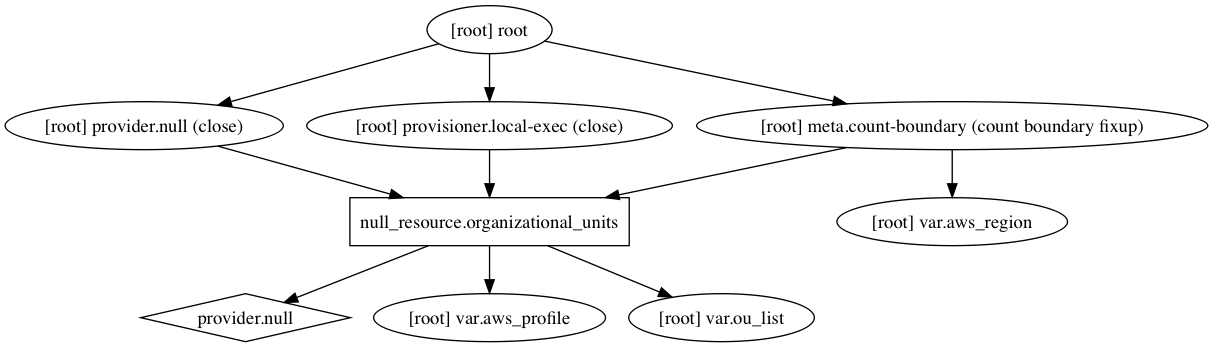 [root] root
[root] provider.null (close)
[root] provisioner.local-exec (close)
[root] meta.count-boundary (count boundary fixup)
null_resource.organizational_units
[root] var.aws_region
provider.null
[root] var.aws_profile
[root] var.ou_list